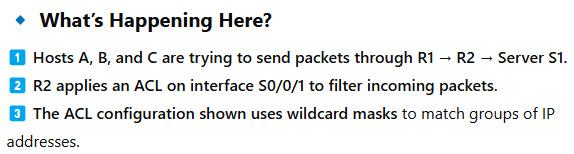 🔹 What's Happening Here?
1️⃣ Hosts A, B, and C are trying to send packets through R1 → R2 → Server S1.
2️⃣ R2 applies an ACL on interface S0/0/1 to filter incoming packets.
3️⃣ The ACL configuration shown uses wildcard masks to match groups of IP
addresses.